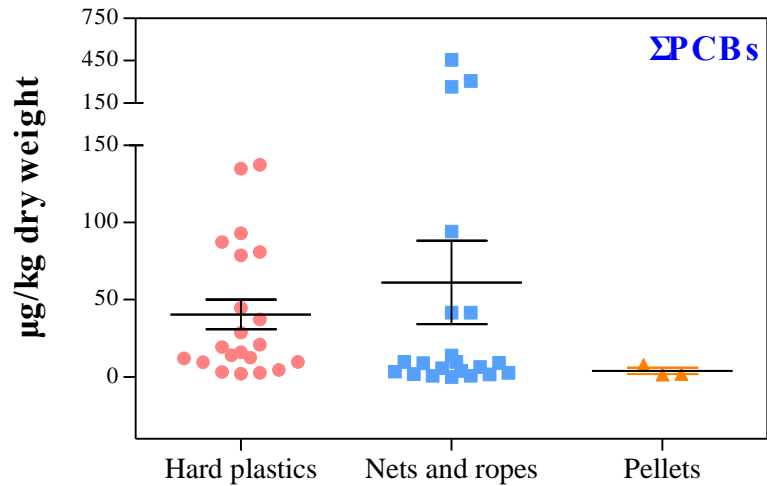 750
450
150
150
100
50
0
µg/kg dry weight
ΣPCBs
Hard plastics
Nets and ropes
Pellets